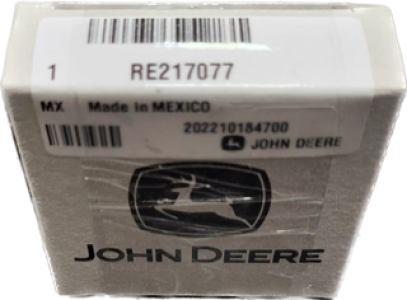 1 RE217077
MX Made in MEXICO
202210184700
JOHN DEERE
JOHN DEERE